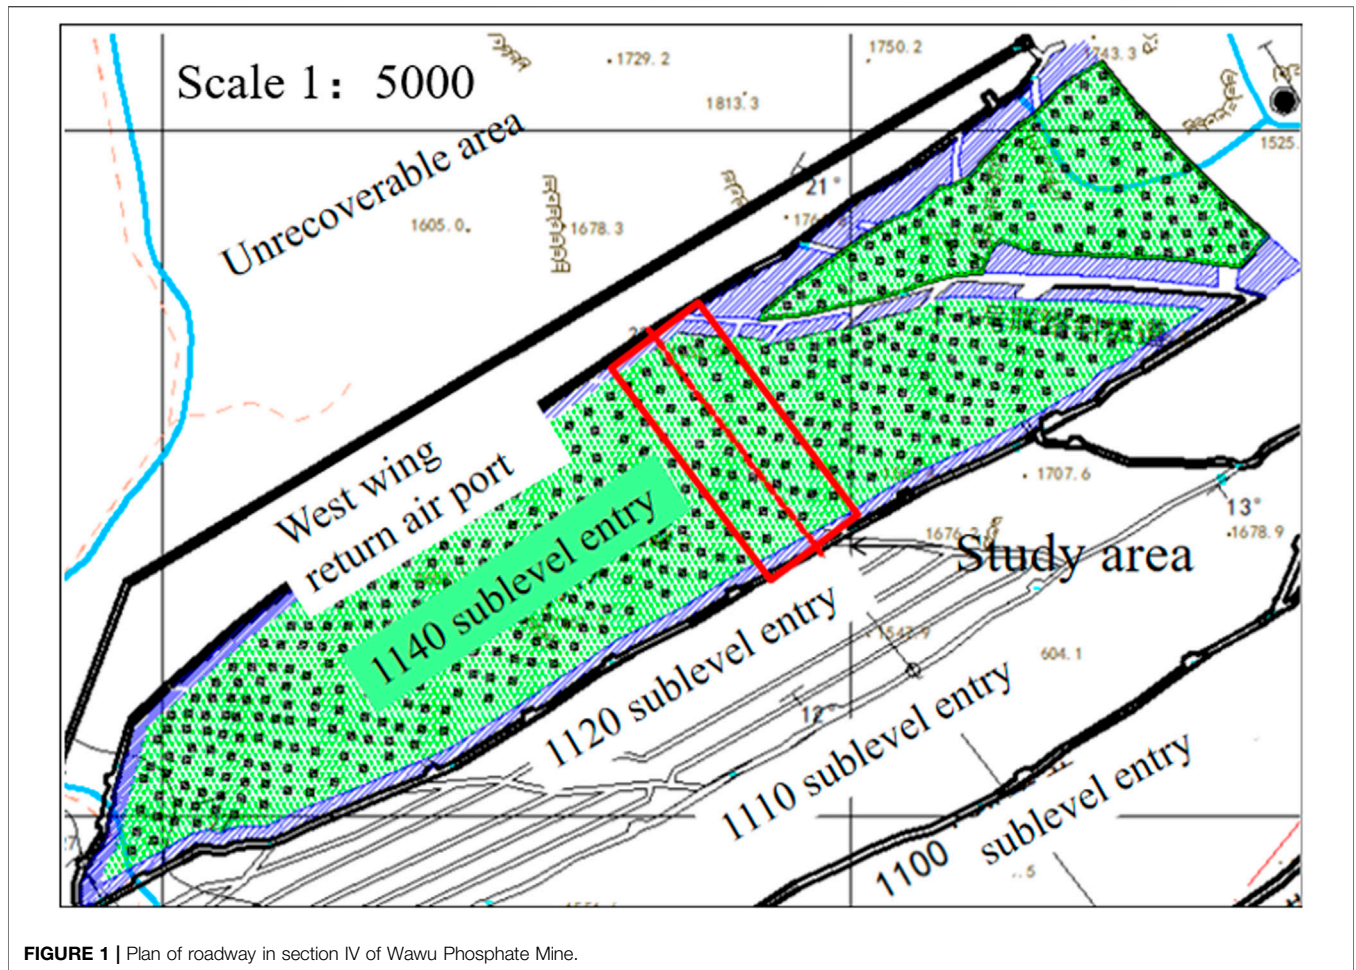 Scale 1： 5000
1729.2
1750.2
1743.3
1813.3
1525.
Unrecoverable area
21°
1605.0
1678.3
West wing
return air port
1140 sublevel entry
1707.6
13°
1678.9
Study area
1120 sublevel entry
1547.9
604.1
12°
1110 sublevel entry
1100 sublevel entry
..5
FIGURE 1 | Plan of roadway in section IV of Wawu Phosphate Mine.